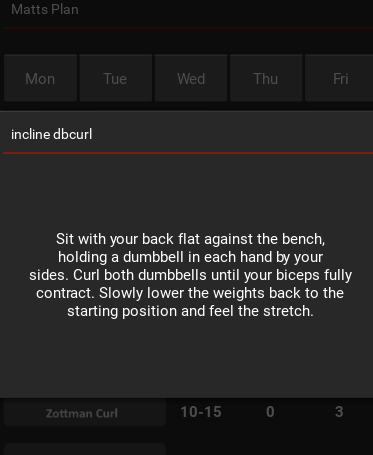 Matts Plan
Mon Tue Wed Thu Fri
incline dbcurl
Sit with your back flat against the bench,
holding a dumbbell in each hand by your
sides. Curl both dumbbells until your biceps fully
contract. Slowly lower the weights back to the
starting position and feel the stretch.
Zottman Curl 10-15 0 3